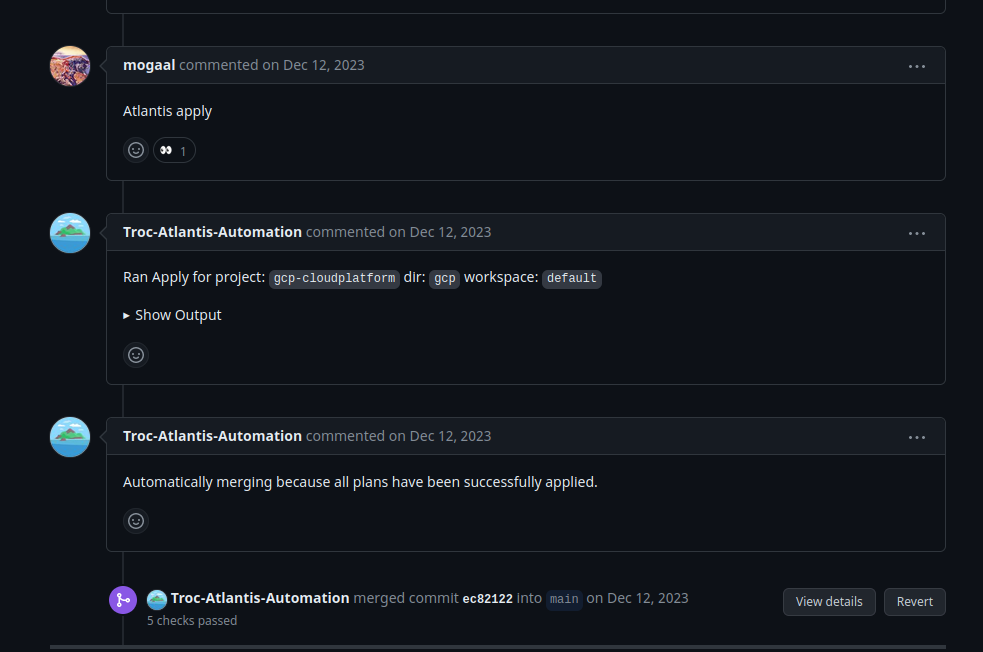 mogaal commented on Dec 12, 2023
Atlantis apply
1
Troc-Atlantis-Automation commented on Dec 12, 2023
Ran Apply for project: gcp-cloudplatform dir: gcp workspace: default
Show Output
Troc-Atlantis-Automation commented on Dec 12, 2023
Automatically merging because all plans have been successfully applied.
Troc-Atlantis-Automation merged commit ec82122 into main on Dec 12, 2023
View details
Revert
5 checks passed